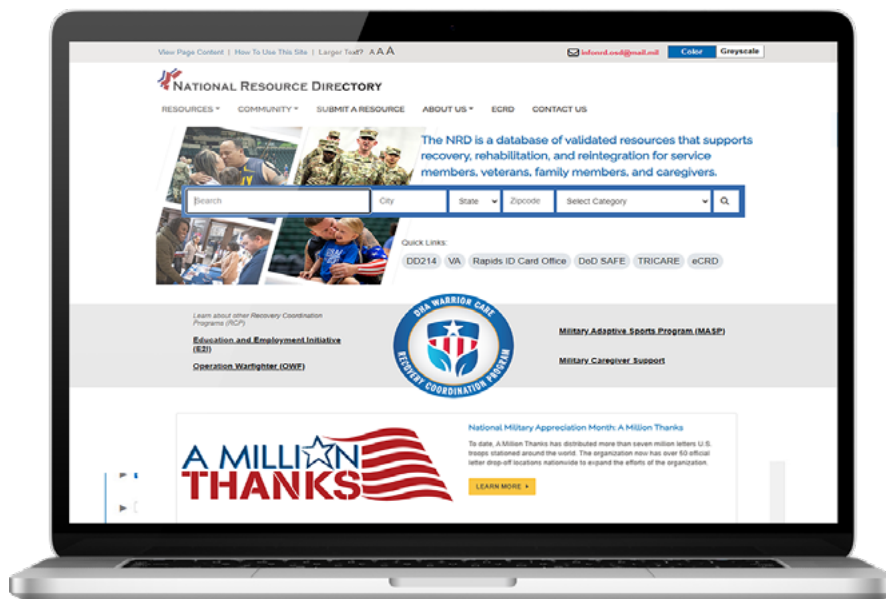 View Page Content | How To Use This Site | Larger Text? A A A
infonrd.osd@mail.mil
Color
Greyscale
NATIONAL RESOURCE DIRECTORY
RESOURCES
COMMUNITY
SUBMIT A RESOURCE
ABOUT US
ECRD
CONTACT US
The NRD is a database of validated resources that supports
recovery, rehabilitation, and reintegration for service
members, veterans, family members, and caregivers.
Search
City
State
Zipcode
Select Category
Quick Links:
DD214
VA
Rapids ID Card Office
DoD SAFE
TRICARE
eCRD
Learn about other Recovery Coordination
Programs (RCP)
Education and Employment Initiative
(E2I)
Operation Warfighter (OWF)
DHA WARRIOR CARE
RECOVERY COORDINATION PROGRAM
Military Adaptive Sports Program (MASP)
Military Caregiver Support
A MILLION
THANKS
National Military Appreciation Month: A Million Thanks
To date, A Million Thanks has distributed more than seven million letters U.S.
troops stationed around the world. The organization now has over 50 official
letter drop-off locations nationwide to expand the efforts of the organization.
LEARN MORE